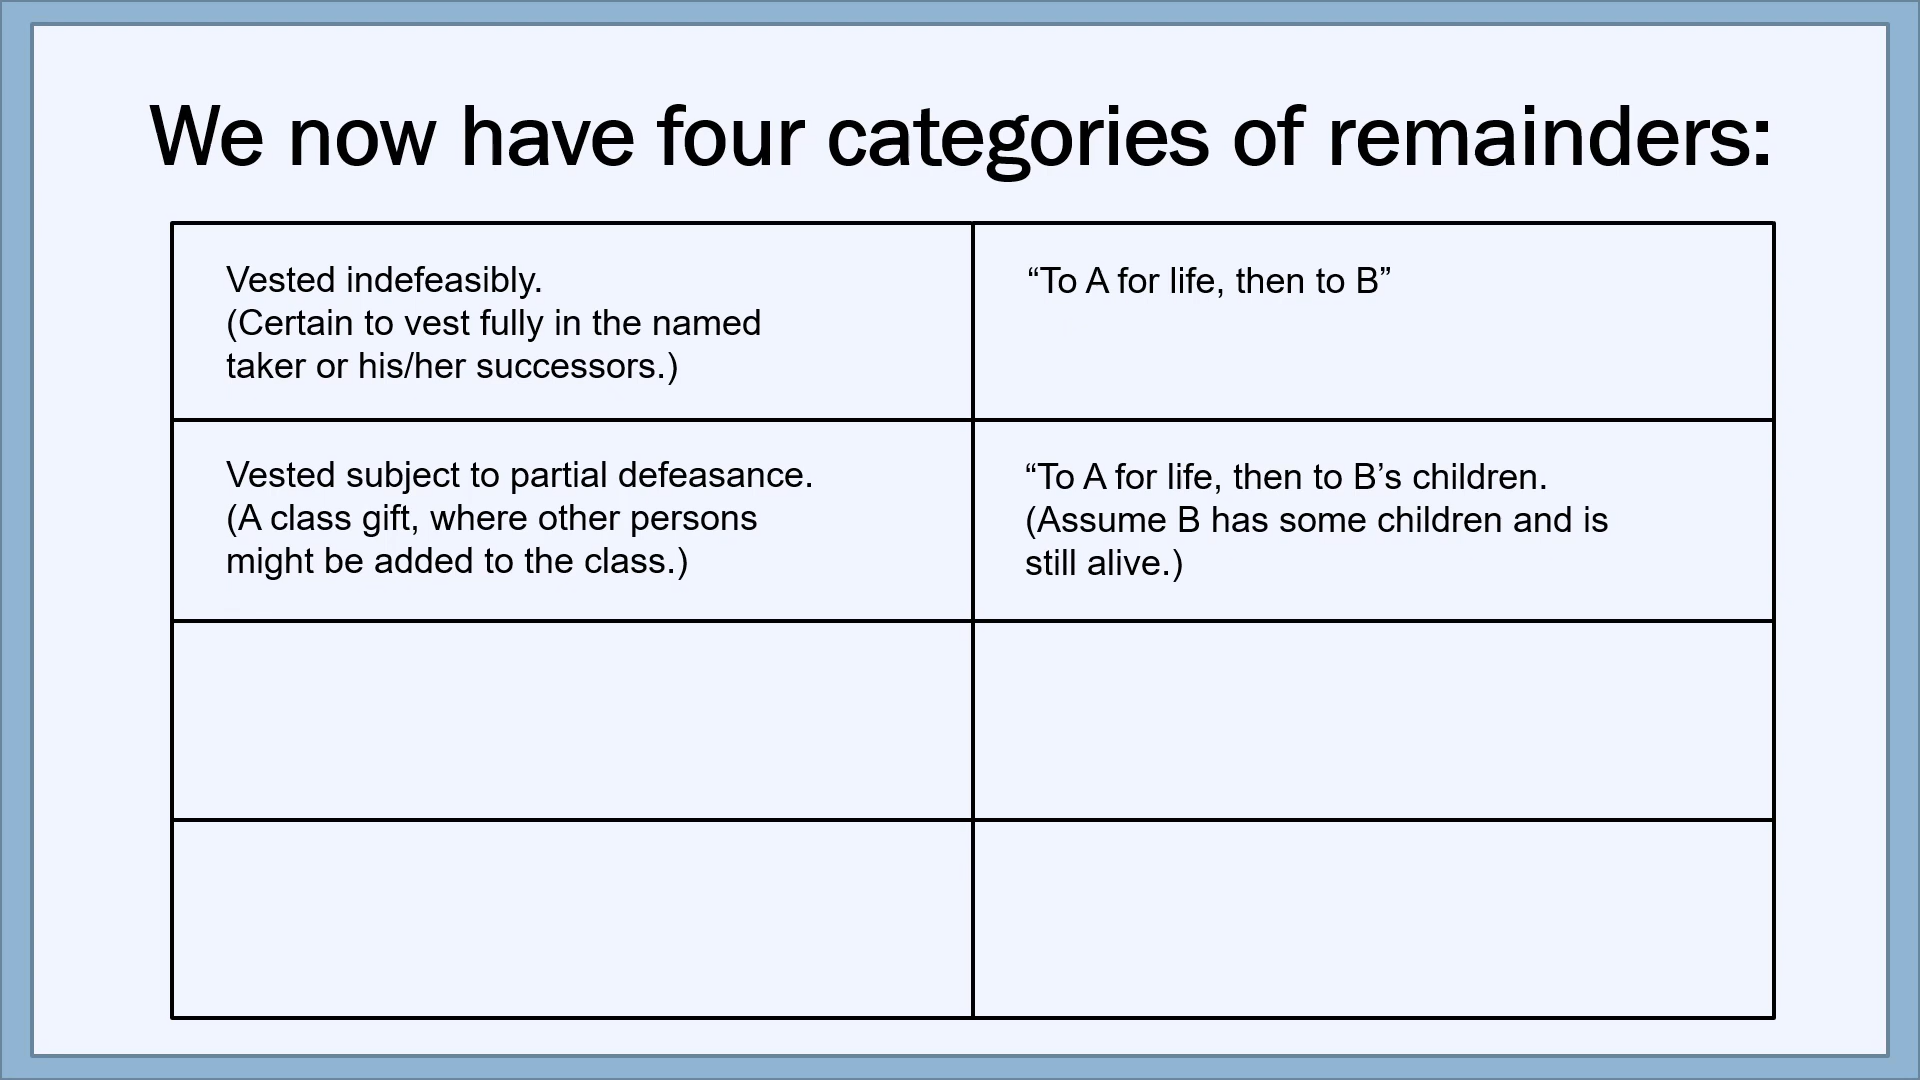 We now have four categories of remainders:
Vested indefeasibly.
(Certain to vest fully in the named
taker or his/her successors.)
“To A for life, then to B”
Vested subject to partial defeasance.
(A class gift, where other persons
might be added to the class.)
“To A for life, then to B’s children.
(Assume B has some children and is
still alive.)